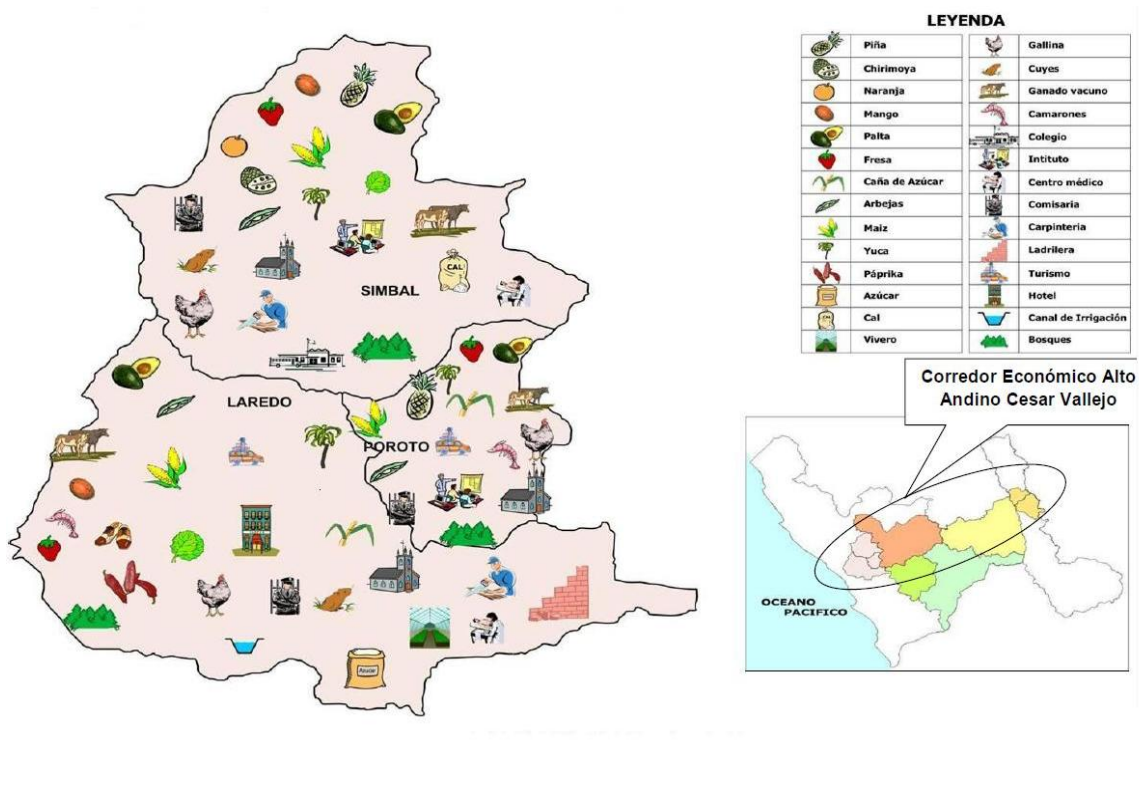 LEYENDA
Piña
Gallina
Chirimoya
Cuyes
Naranja
Ganado vacuno
Mango
Camarones
Palta
Colegio
Fresa
Intituto
Caña de Azúcar
Centro médico
Arbejas
Comisaria
Maiz
Carpinteria
Yuca
Ladrilera
Páprika
Turismo
Azúcar
Hotel
Cal
Canal de Irrigación
Vivero
Bosques
CAL
SIMBAL
LAREDO
POROTO
Azúcar
Corredor Económico Alto
Andino Cesar Vallejo
OCEANO
PACIFICO